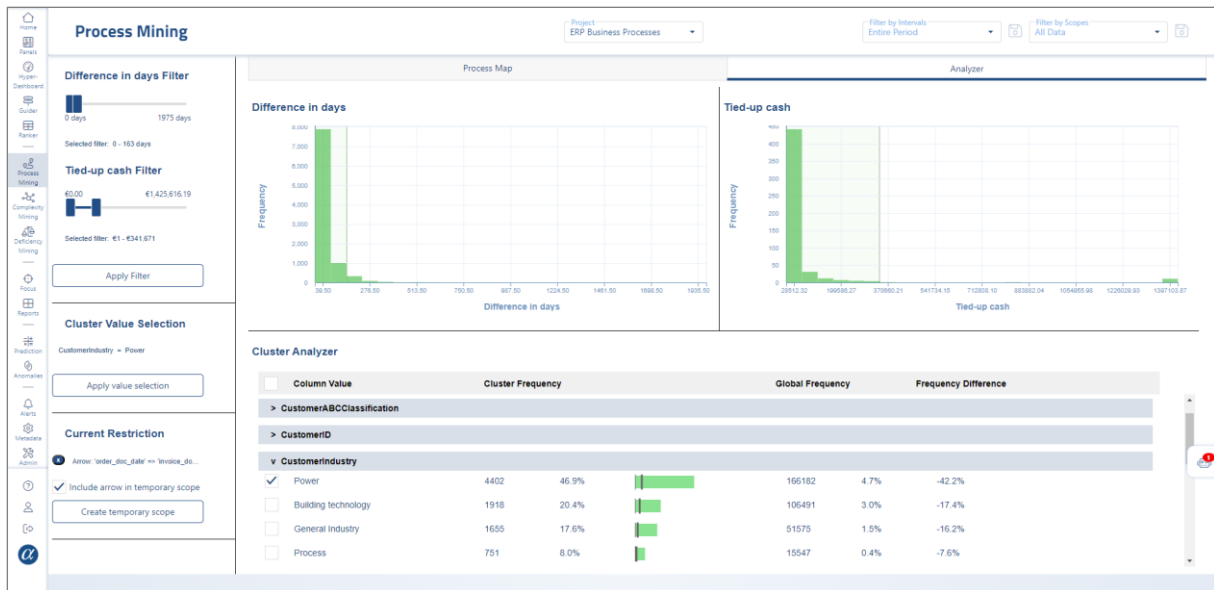 Home
Panels
Hyper-
Dashboard
Guider
Ranker
Process
Mining
Complexity
Mining
Deficiency
Mining
Focus
Reports
Prediction
Anomalies
Alerts
Metadata
Admin
α
Process Mining
Project
ERP Business Processes
Filter by Intervals
Entire Period
Filter by Scopes
All Data
Difference in days Filter
0 days 1975 days
Selected filter: 0 - 163 days
Tied-up cash Filter
€0.00 €1,425,616.19
Selected filter: €1 - €341,671
Apply Filter
Cluster Value Selection
CustomerIndustry = Power
Apply value selection
Current Restriction
x Arrow: 'order_doc_date' => 'invoice_do...
Include arrow in temporary scope
Create temporary scope
Process Map Analyzer
Difference in days
Frequency
8,000
7,000
6,000
5,000
4,000
3,000
2,000
1,000
0
39.50 276.50 513.50 750.50 987.50 1224.50 1461.50 1698.50 1935.50
Difference in days
Tied-up cash
Frequency
450
400
350
300
250
200
150
100
50
0
28512.32 199586.27 370660.21 541734.15 712808.10 883882.04 1054955.98 1226029.93 1397103.87
Tied-up cash
Cluster Analyzer
Column Value Cluster Frequency Global Frequency Frequency Difference
> CustomerABCClassification
> CustomerID
v CustomerIndustry
Power 4402 46.9% 166182 4.7% -42.2%
Building technology 1918 20.4% 106491 3.0% -17.4%
General Industry 1655 17.6% 51575 1.5% -16.2%
Process 751 8.0% 15547 0.4% -7.6%
1